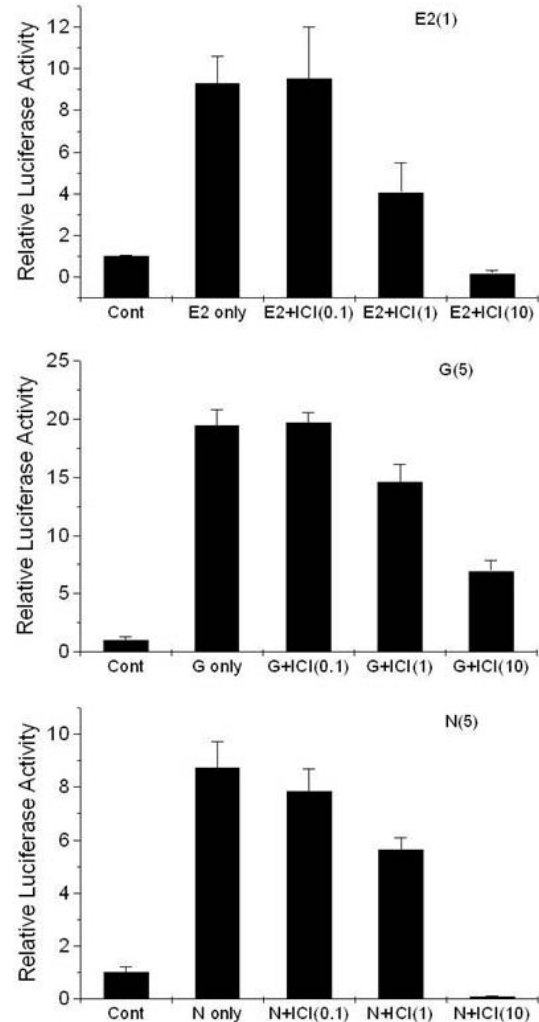 E2(1)
Relative Luciferase Activity
12
10
8
6
4
2
0
Cont E2 only E2+ICI(0.1) E2+ICI(1) E2+ICI(10)
G(5)
Relative Luciferase Activity
25
20
15
10
5
0
Cont G only G+ICI(0.1) G+ICI(1) G+ICI(10)
N(5)
Relative Luciferase Activity
8
6
4
2
0
Cont N only N+ICI(0.1) N+ICI(1) N+ICI(10)